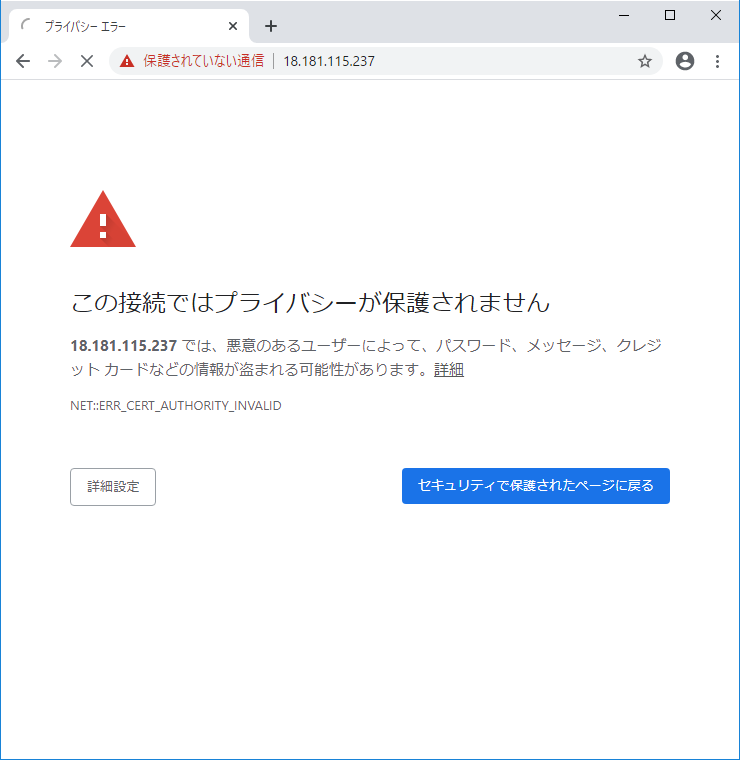 プライバシー エラー
保護されていない通信 | 18.181.115.237
この接続ではプライバシーが保護されません
18.181.115.237 では、悪意のあるユーザーによって、パスワード、メッセージ、クレジ
ット カードなどの情報が盗まれる可能性があります。詳細
NET::ERR_CERT_AUTHORITY_INVALID
詳細設定
セキュリティで保護されたページに戻る